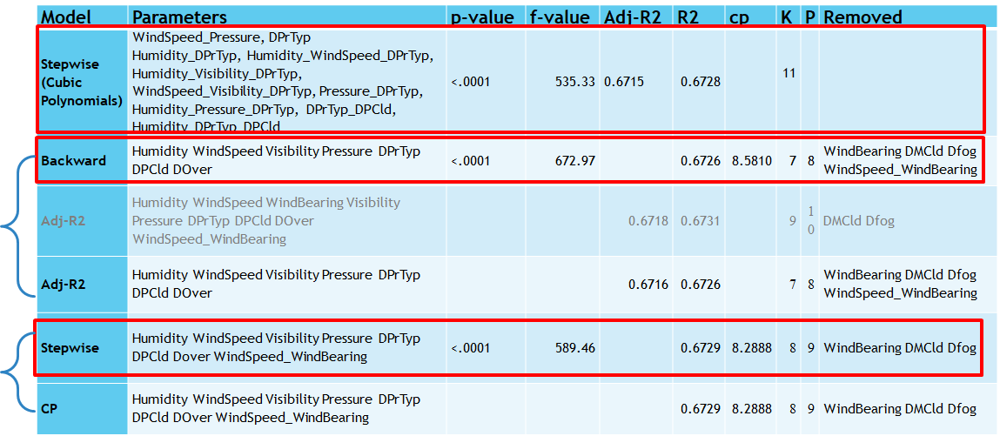 Model Parameters p-value f-value Adj-R2 R2 cp K P Removed
WindSpeed_Pressure, DPrTyp
Humidity_DPrTyp, Humidity_WindSpeed_DPrTyp,
Stepwise
Humidity_Visibility_DPrTyp,
(Cubic <.0001 535.33 0.6715 0.6728 11
WindSpeed_Visibility_DPrTyp, Pressure_DPrTyp,
Polynomials)
Humidity_Pressure_DPrTyp, DPrTyp_DPCld,
Humidity_DPrTyp_DPCld
Humidity WindSpeed Visibility Pressure DPrTyp WindBearing DMCld Dfog
Backward <.0001 672.97 0.6726 8.5810 7 8
DPCld DOver WindSpeed_WindBearing
Humidity WindSpeed WindBearing Visibility
Adj-R2 Pressure DPrTyp DPCld DOver 0.6718 0.6731 9 10 DMCld Dfog
WindSpeed_WindBearing
Humidity WindSpeed Visibility Pressure DPrTyp WindBearing DMCld Dfog
Adj-R2 0.6716 0.6726 7 8
DPCld DOver WindSpeed_WindBearing
Humidity WindSpeed Visibility Pressure DPrTyp
Stepwise <.0001 589.46 0.6729 8.2888 8 9 WindBearing DMCld Dfog
DPCld Dover WindSpeed_WindBearing
Humidity WindSpeed Visibility Pressure DPrTyp
CP 0.6729 8.2888 8 9 WindBearing DMCld Dfog
DPCld DOver WindSpeed_WindBearing